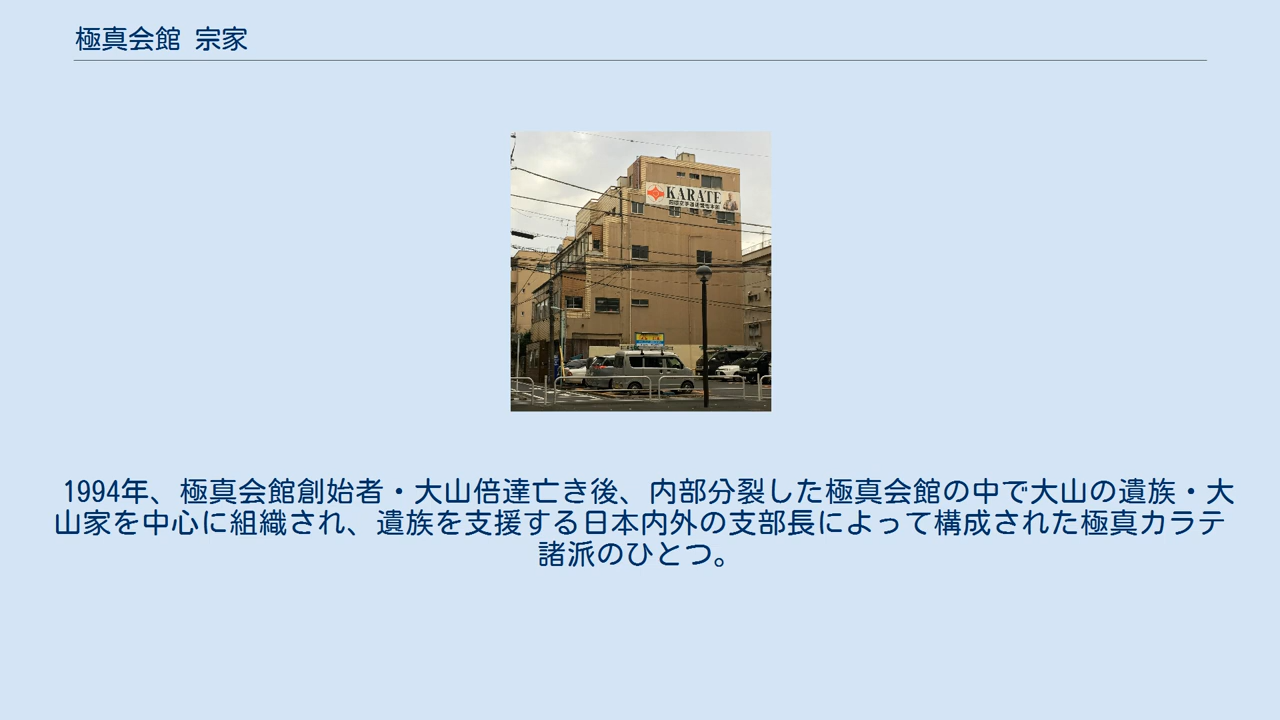 極真会館 宗家
KARATE
1994年、極真会館創始者・大山倍達亡き後、内部分裂した極真会館の中で大山の遺族・大
山家を中心に組織され、遺族を支援する日本内外の支部長によって構成された極真カラテ
諸派のひとつ。